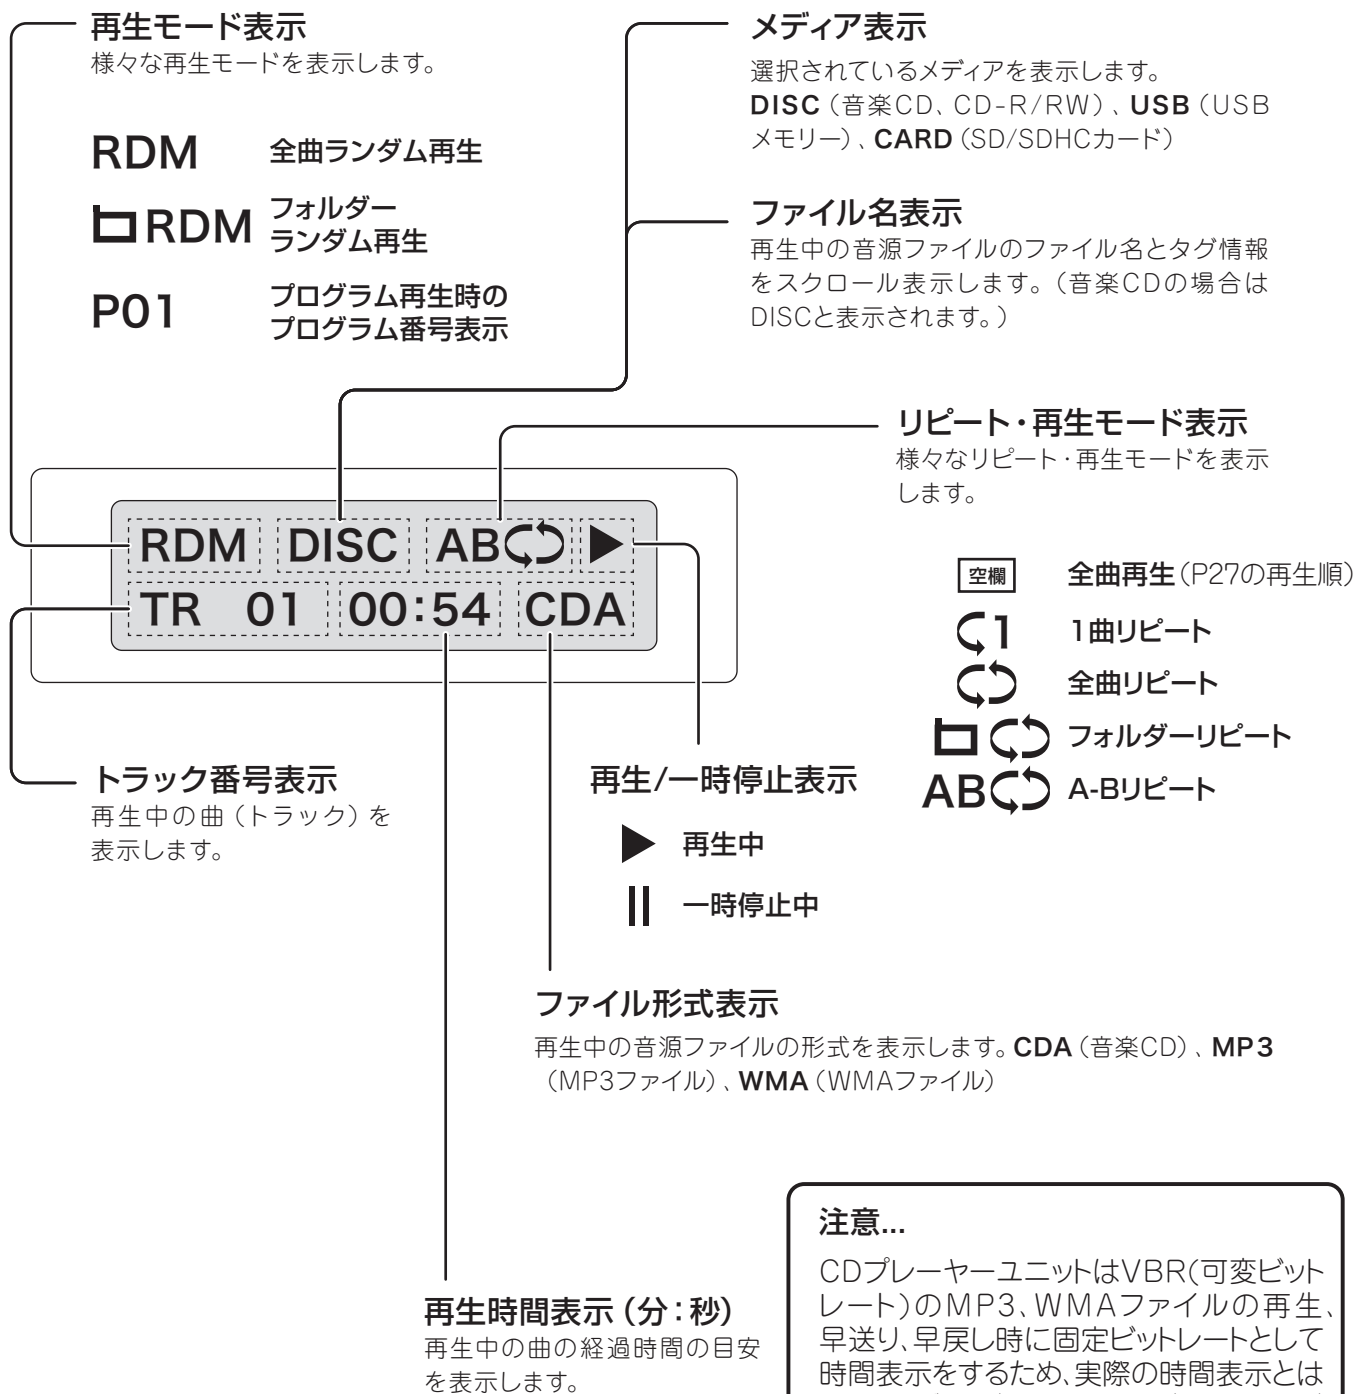 再生モード表示
様々な再生モードを表示します。
RDM 全曲ランダム再生
RDM フォルダー
ランダム再生
P01 プログラム再生時の
プログラム番号表示
メディア表示
選択されているメディアを表示します。
DISC（音楽CD、CD-R/RW）、USB（USB
メモリー）、CARD（SD/SDHCカード）
ファイル名表示
再生中の音源ファイルのファイル名とタグ情報
をスクロール表示します。（音楽CDの場合は
DISCと表示されます。）
リピート・再生モード表示
様々なリピート・再生モードを表示
します。
空欄 全曲再生（P27の再生順）
1 1曲リピート
全曲リピート
フォルダーリピート
AB A-Bリピート
RDM DISC AB ▶
TR 01 00:54 CDA
トラック番号表示
再生中の曲（トラック）を
表示します。
再生/一時停止表示
▶ 再生中
一時停止中
ファイル形式表示
再生中の音源ファイルの形式を表示します。CDA（音楽CD）、MP3
（MP3ファイル）、WMA（WMAファイル）
再生時間表示（分：秒）
再生中の曲の経過時間の目安
を表示します。
注意...
CDプレーヤーユニットはVBR(可変ビット
レート)のMP3、WMAファイルの再生、
早送り、早戻し時に固定ビットレートとして
時間表示をするため、実際の時間表示とは